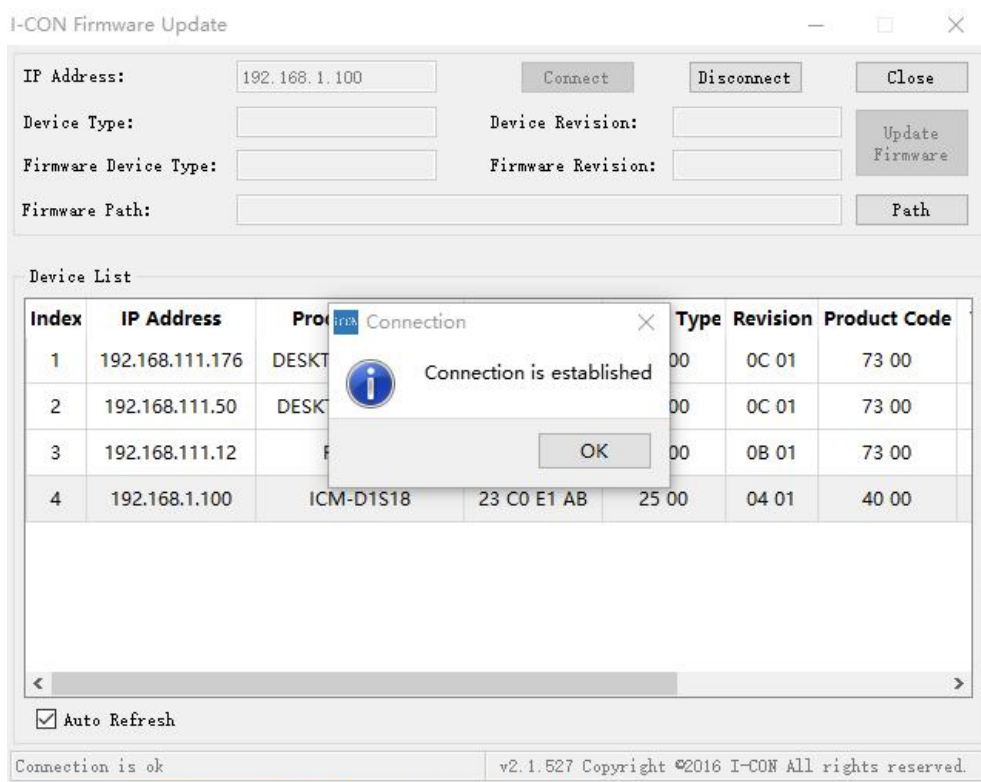 I-CON Firmware Update
IP Address: 192.168.1.100 Connect Disconnect Close
Device Type: Device Revision: Update Firmware
Firmware Device Type: Firmware Revision:
Firmware Path: Path
Device List
Index IP Address Type Revision Product Code
1 192.168.111.176 0C 01 73 00
2 192.168.111.50 0C 01 73 00
3 192.168.111.12 0B 01 73 00
4 192.168.1.100 ICM-D1S18 23 C0 E1 AB 25 00 04 01 40 00
Connection
Connection is established
OK
Auto Refresh
Connection is ok v2.1.527 Copyright ©2016 I-CON All rights reserved.